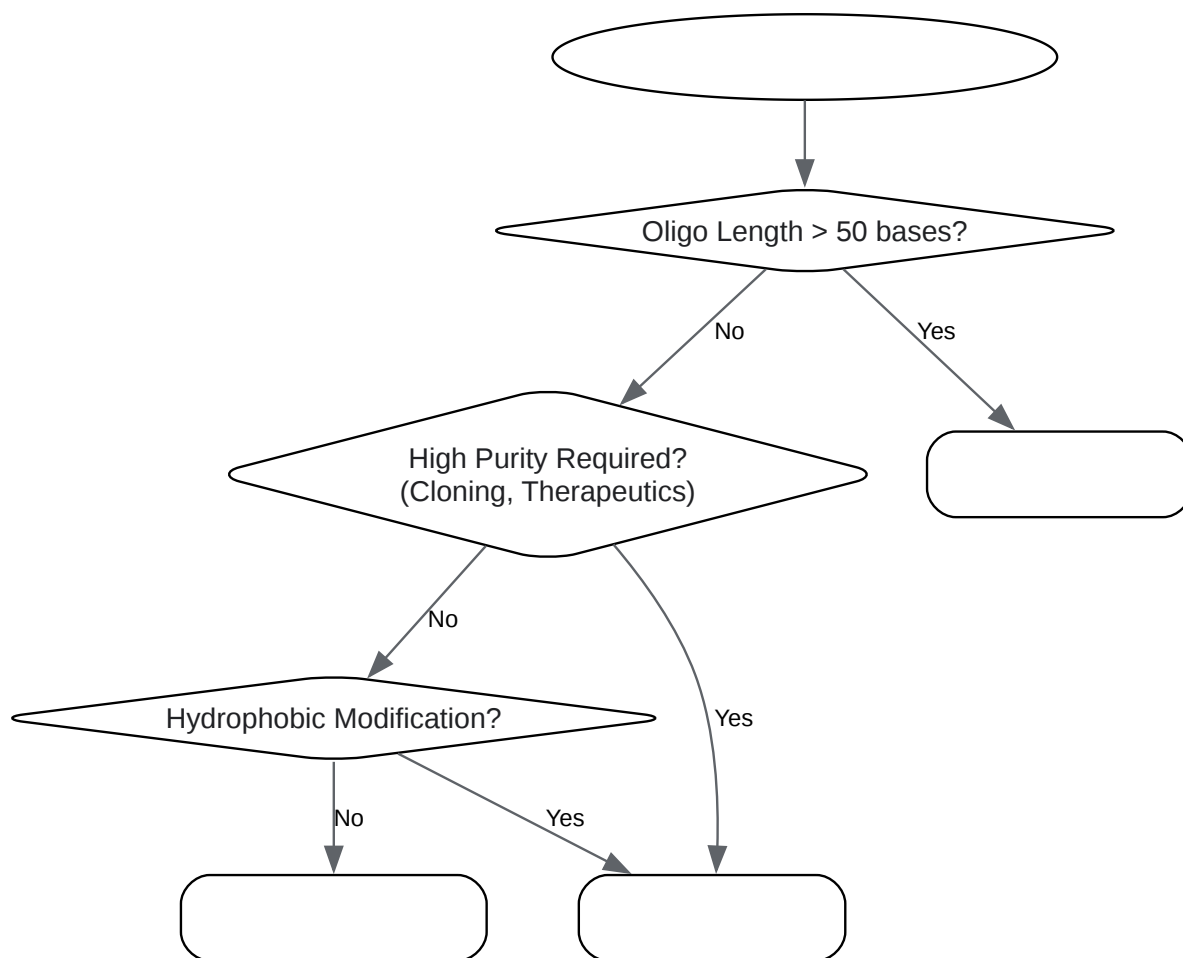 Oligo Length > 50 bases?
No
Yes
High Purity Required?
(Cloning, Therapeutics)
No
Yes
Hydrophobic Modification?
No
Yes